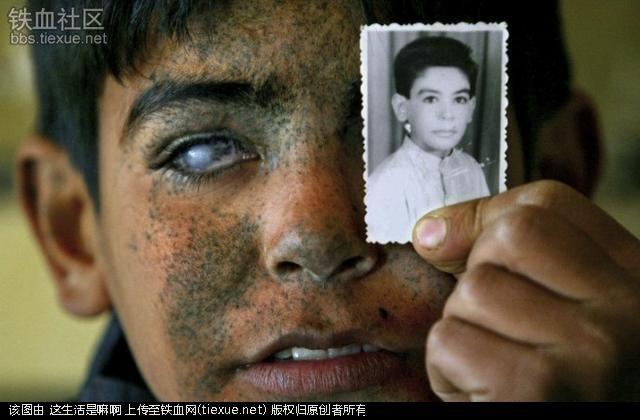 铁血社区
bbs.tiexue.net
该图由 这生活是嘛啊 上传至铁血网(tiexue.net) 版权归原创者所有